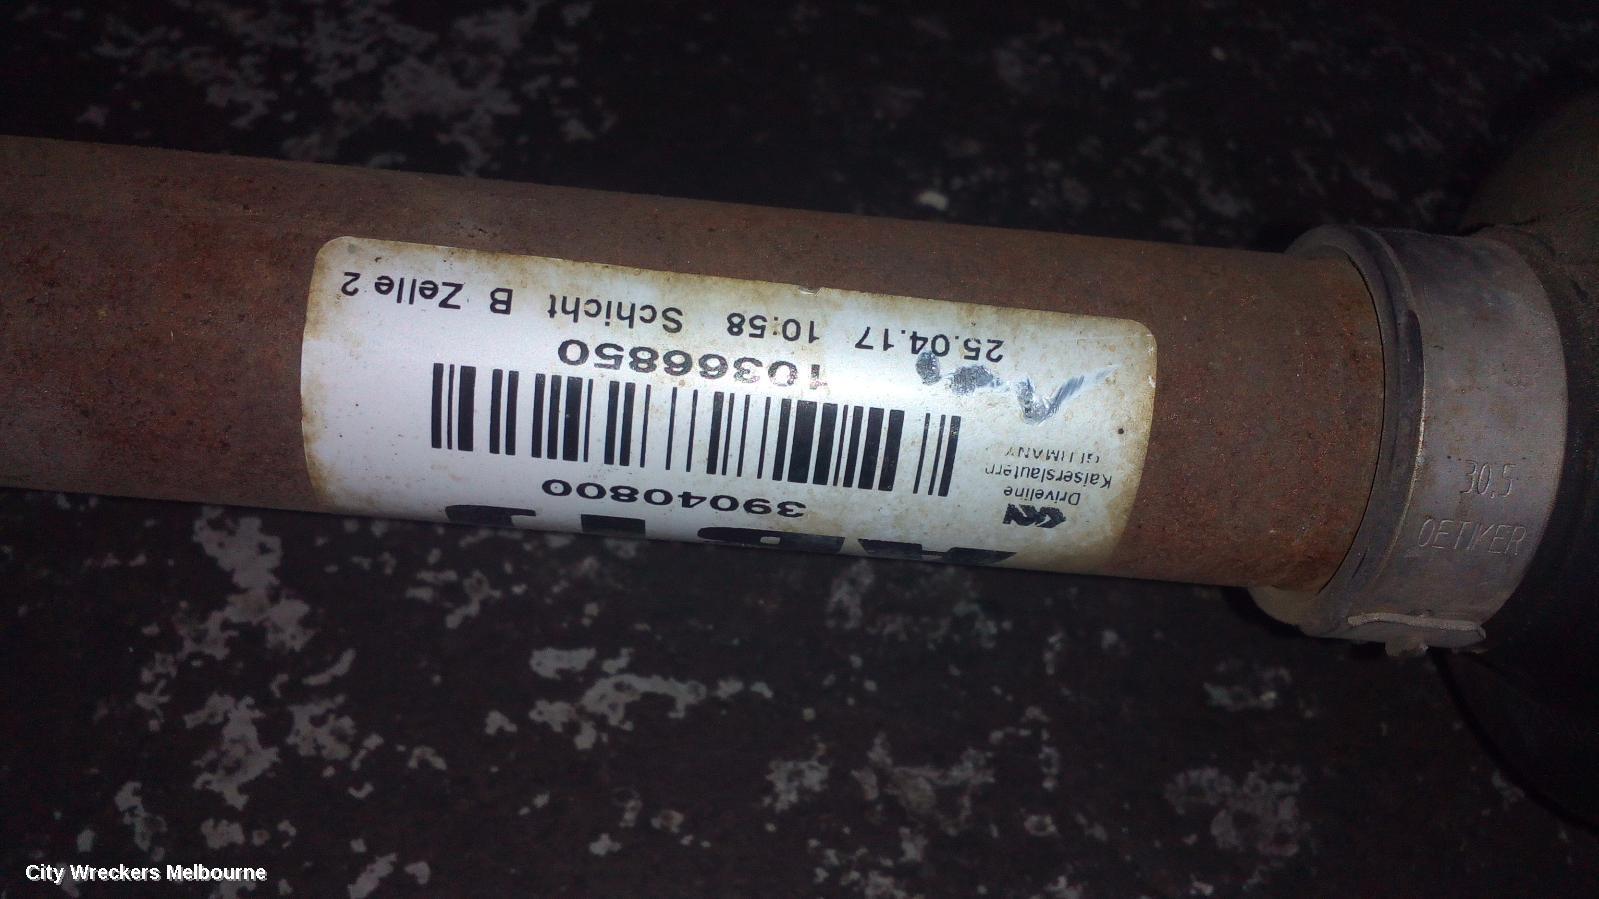 GKN
Driveline
Kaiserslautern
GERMANY
39040800
10366850
25.04.17 10:58 Schicht B Zelle 2
30.5
OETIKER
City Wreckers Melbourne